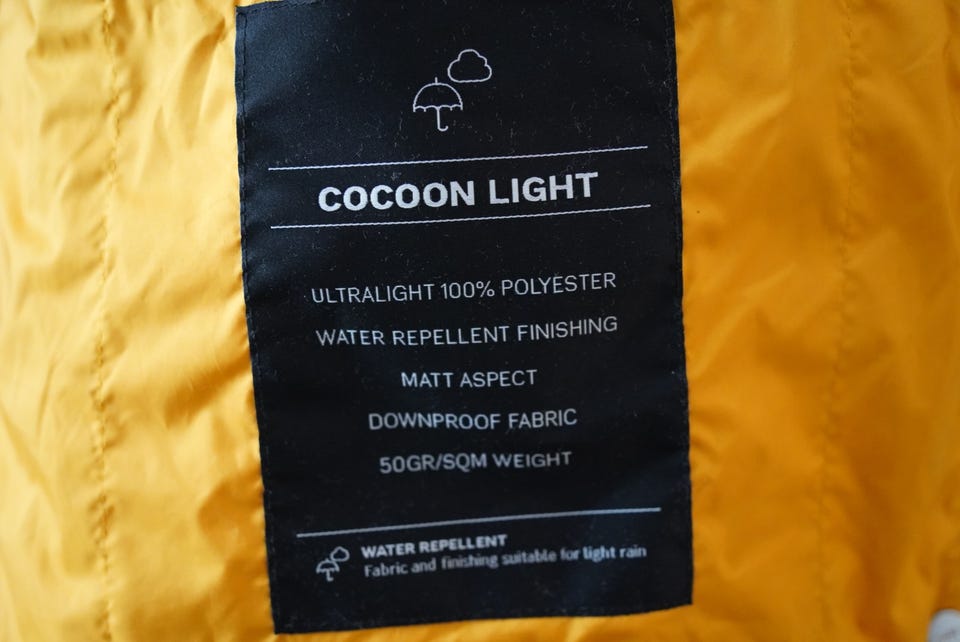 COCOON LIGHT
ULTRALIGHT 100% POLYESTER
WATER REPELLENT FINISHING
MATT ASPECT
DOWNPROOF FABRIC
50GR/SQM WEIGHT
WATER REPELLENT
Fabric and finishing suitable for light rain